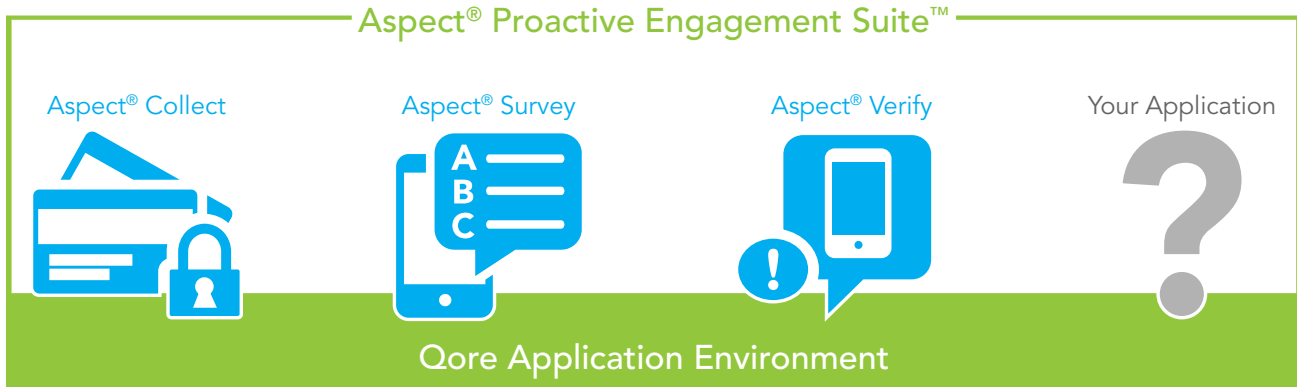 Aspect® Proactive Engagement Suite™
Aspect® Collect
Aspect® Survey
Aspect® Verify
Your Application
A
B
C
!
?
Qore Application Environment